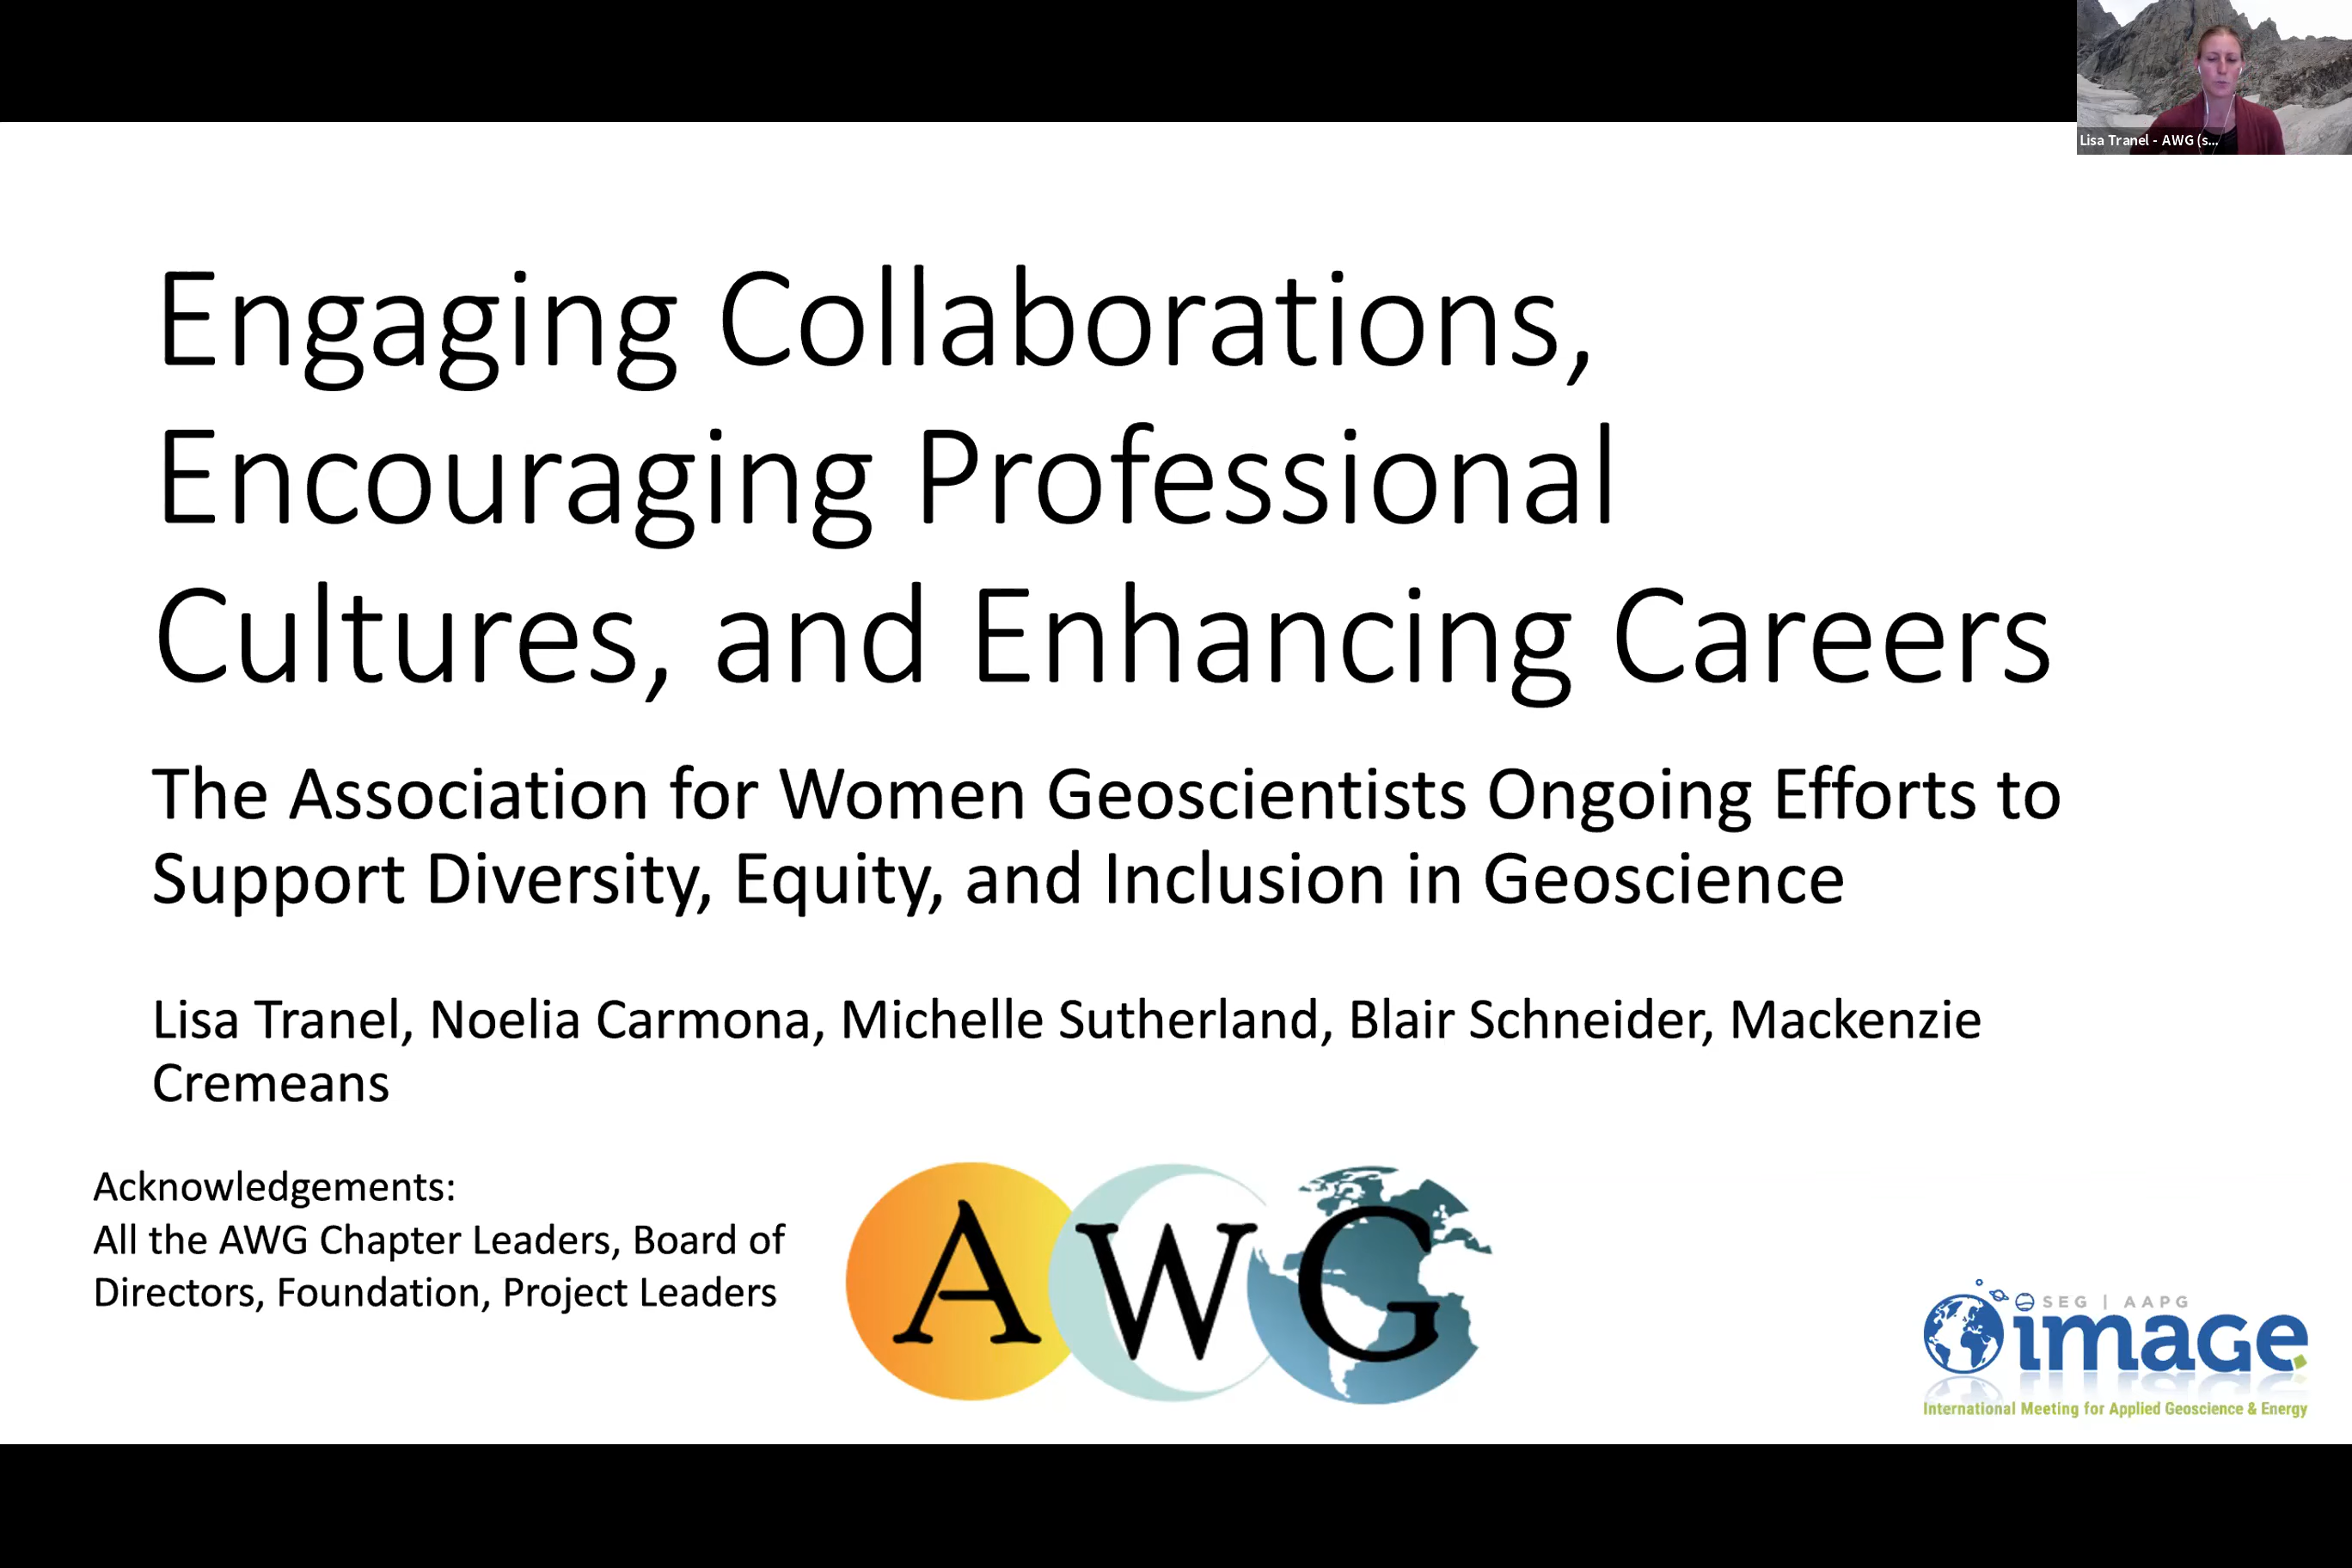 Lisa Tranel - AWG (s...
Engaging Collaborations,
Encouraging Professional
Cultures, and Enhancing Careers
The Association for Women Geoscientists Ongoing Efforts to
Support Diversity, Equity, and Inclusion in Geoscience
Lisa Tranel, Noelia Carmona, Michelle Sutherland, Blair Schneider, Mackenzie
Cremeans
Acknowledgements:
All the AWG Chapter Leaders, Board of
Directors, Foundation, Project Leaders
AWG
SEG | AAPG
image
International Meeting for Applied Geoscience & Energy